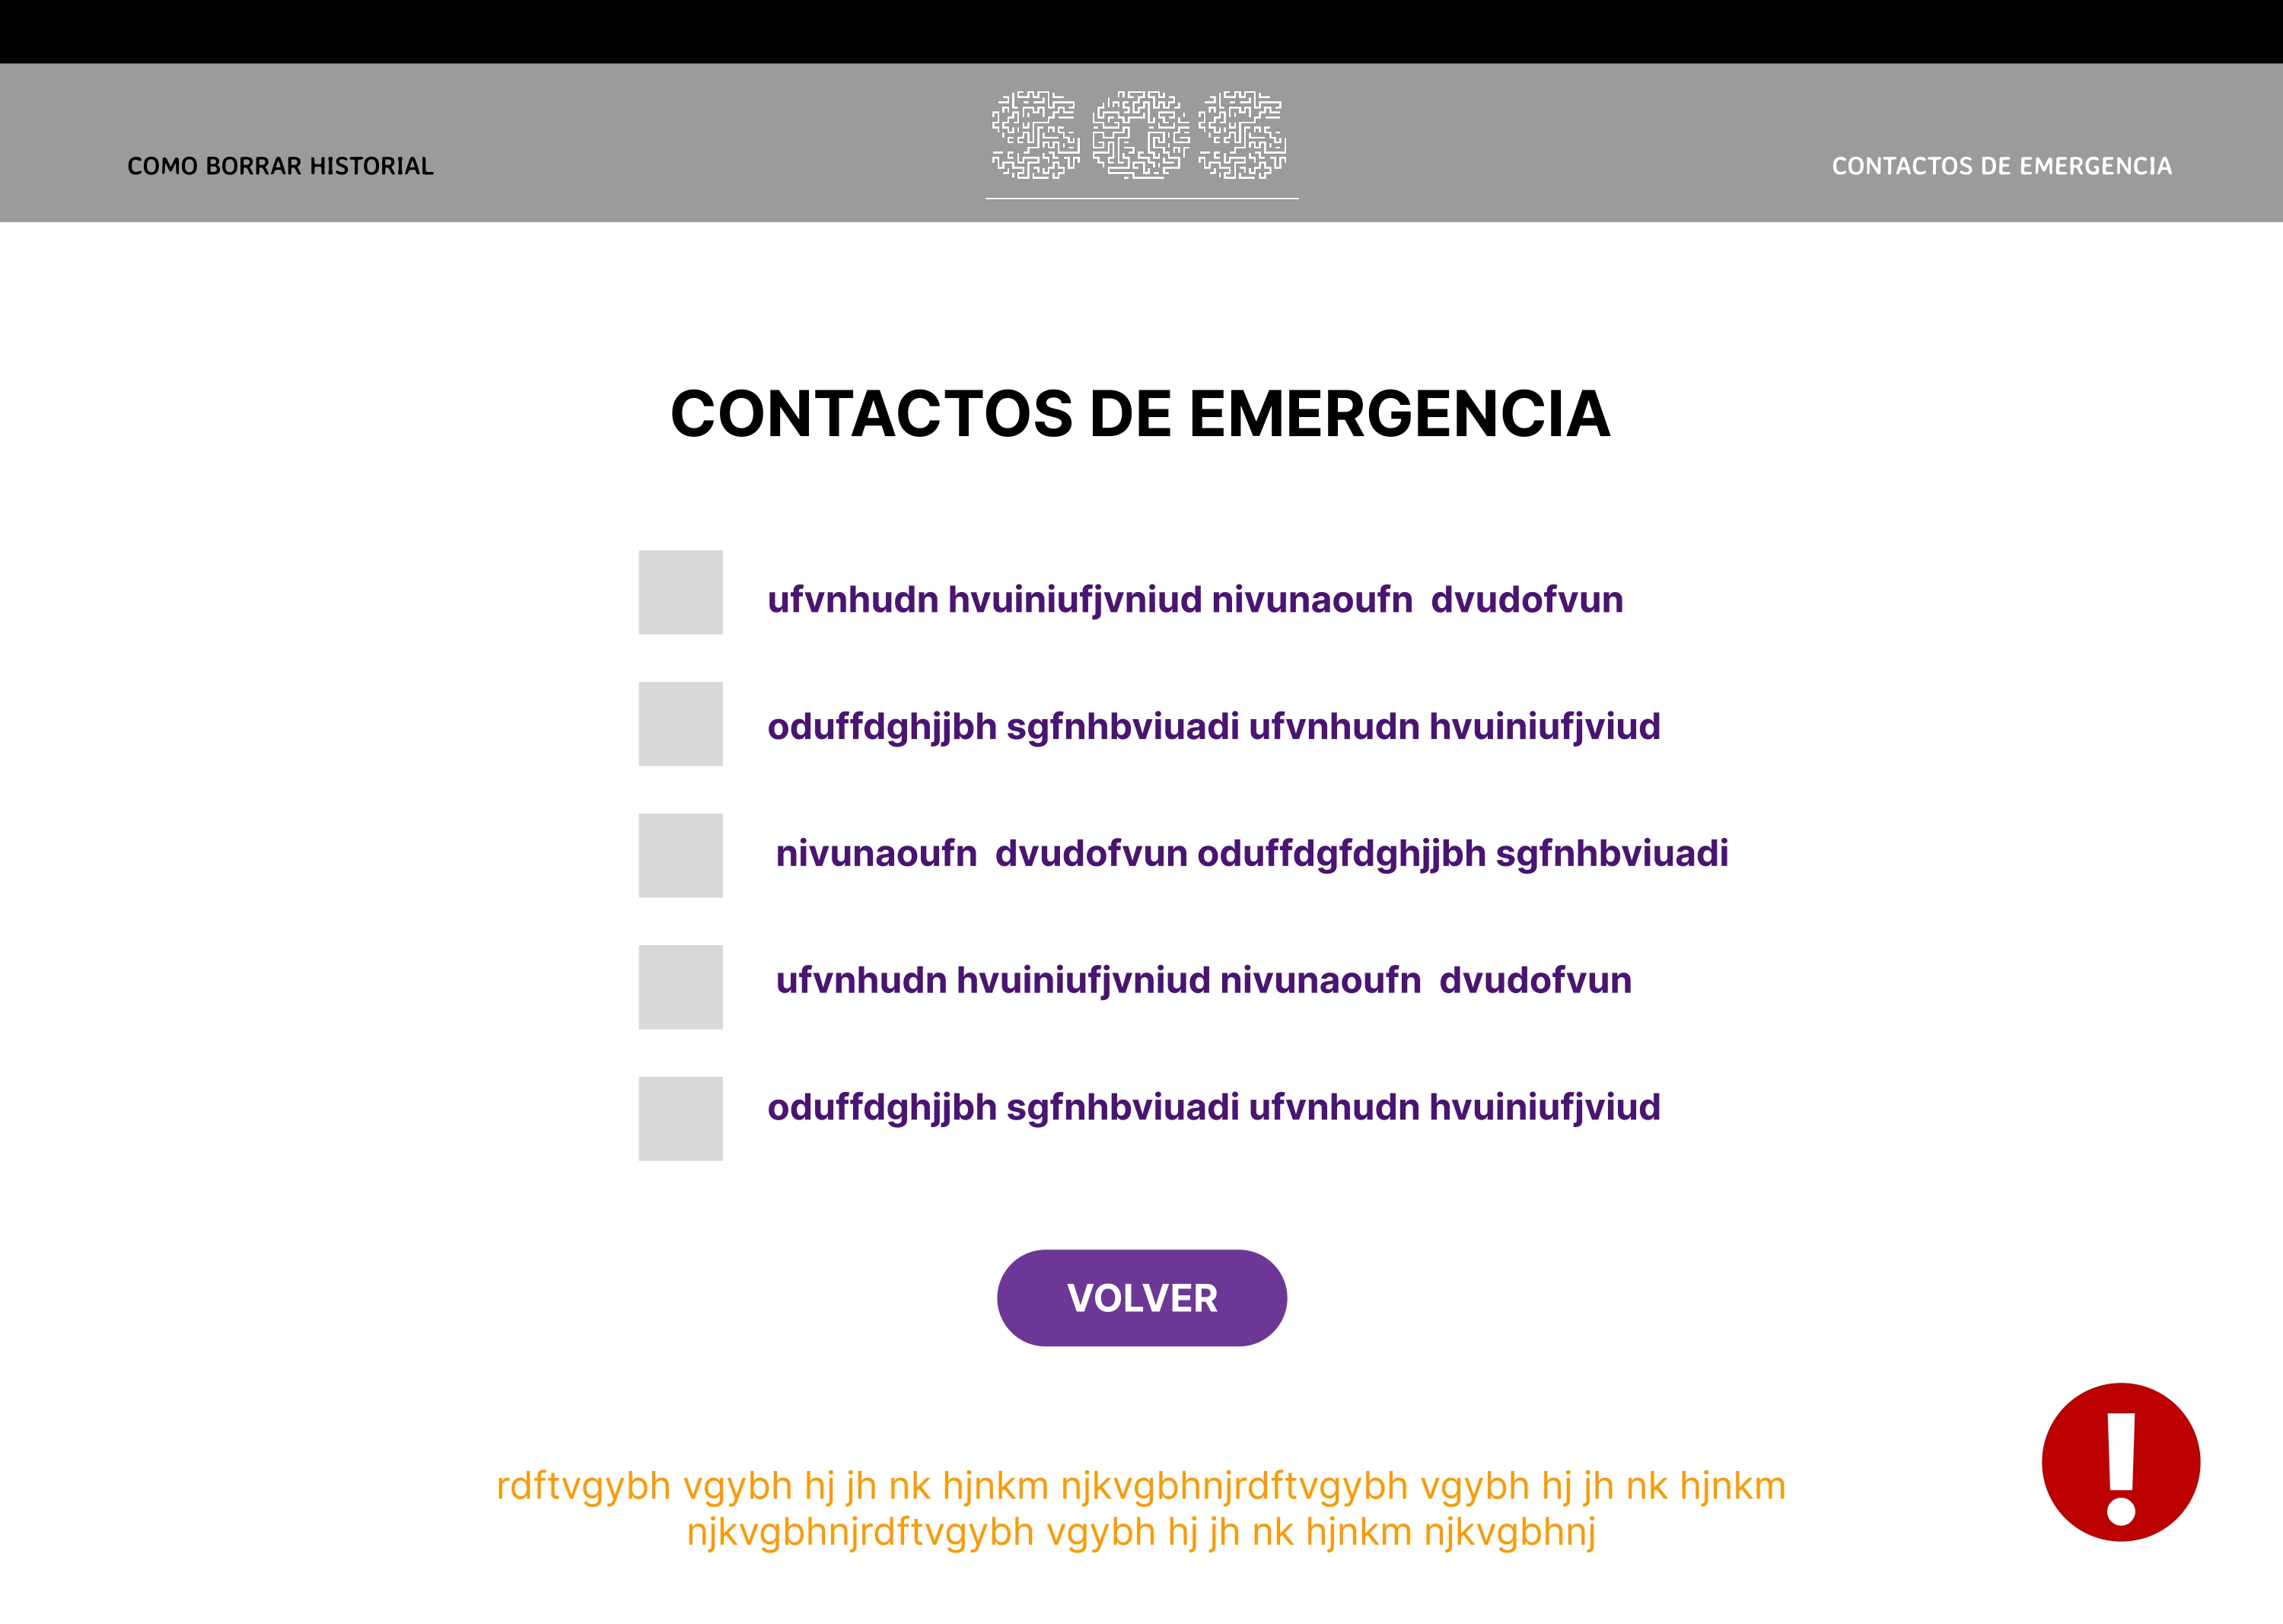 COMO BORRAR HISTORIAL
CONTACTOS DE EMERGENCIA
CONTACTOS DE EMERGENCIA
ufvnhudn hvuiniufjvniud nivunaoufn  dvudofvun
oduffdghjjbh sgfnhbviuadi ufvnhudn hvuiniufjviud
nivunaoufn  dvudofvun oduffdgfdghjjbh sgfnhbviuadi
ufvnhudn hvuiniufjvniud nivunaoufn  dvudofvun
oduffdghjjbh sgfnhbviuadi ufvnhudn hvuiniufjviud
VOLVER
!
rdftvgybh vgybh hj jh nk hjnkm njkvgbhnjrdftvgybh vgybh hj jh nk hjnkm
njkvgbhnjrdftvgybh vgybh hj jh nk hjnkm njkvgbhnj